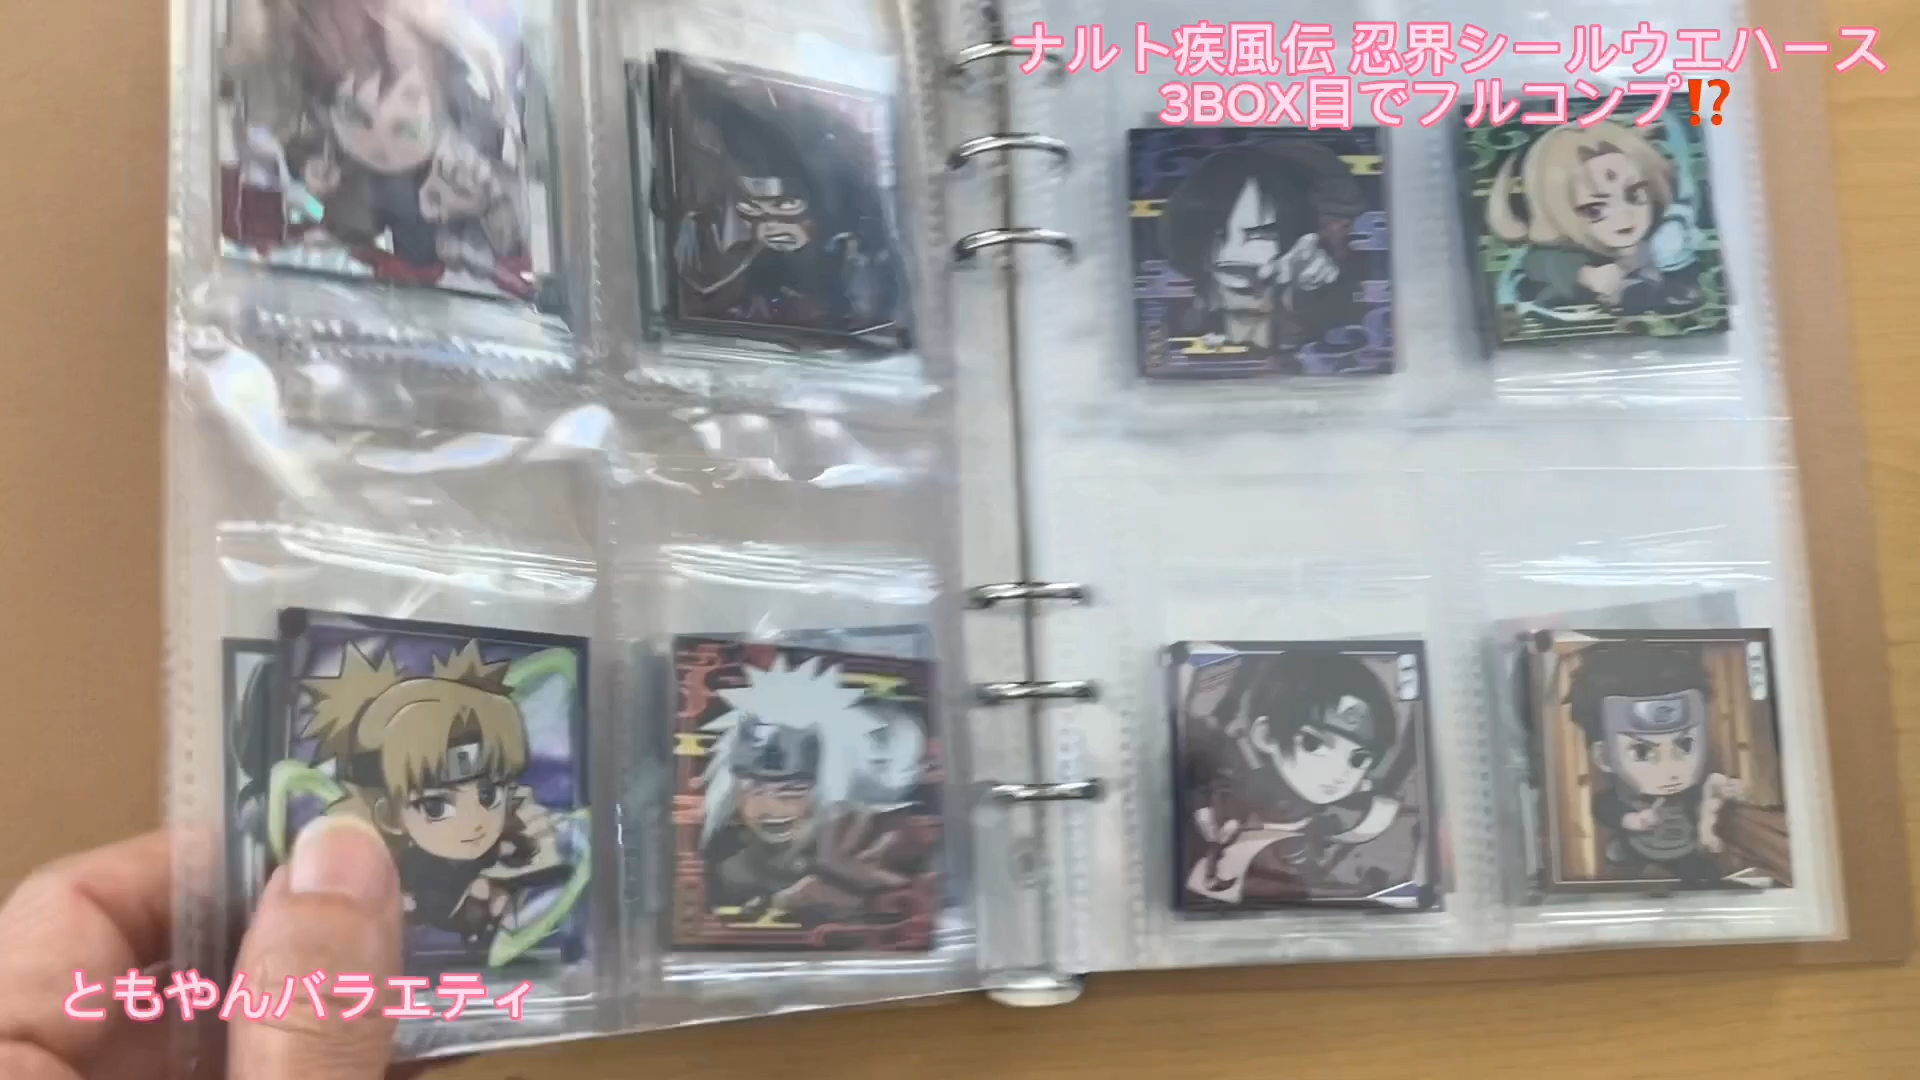 ナルト疾風伝 忍界シールウエハース
3BOX目でフルコンプ⁉️
ともやんバラエティ